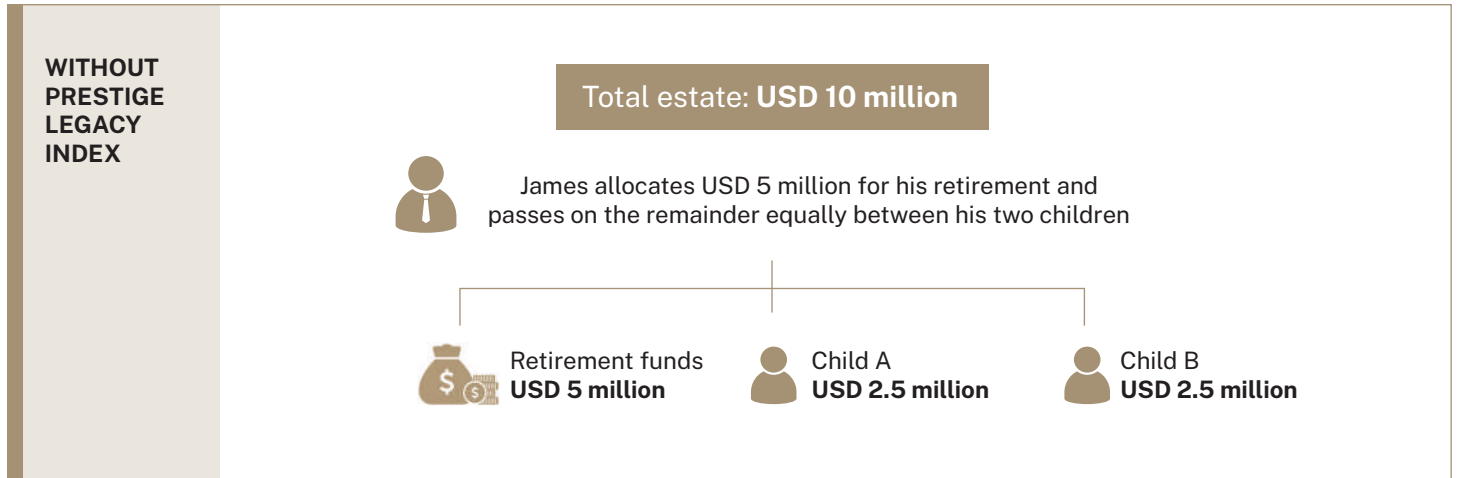 WITHOUT
PRESTIGE
LEGACY
INDEX
Total estate: USD 10 million
James allocates USD 5 million for his retirement and
passes on the remainder equally between his two children
$
$
Retirement funds
USD 5 million
Child A
USD 2.5 million
Child B
USD 2.5 million